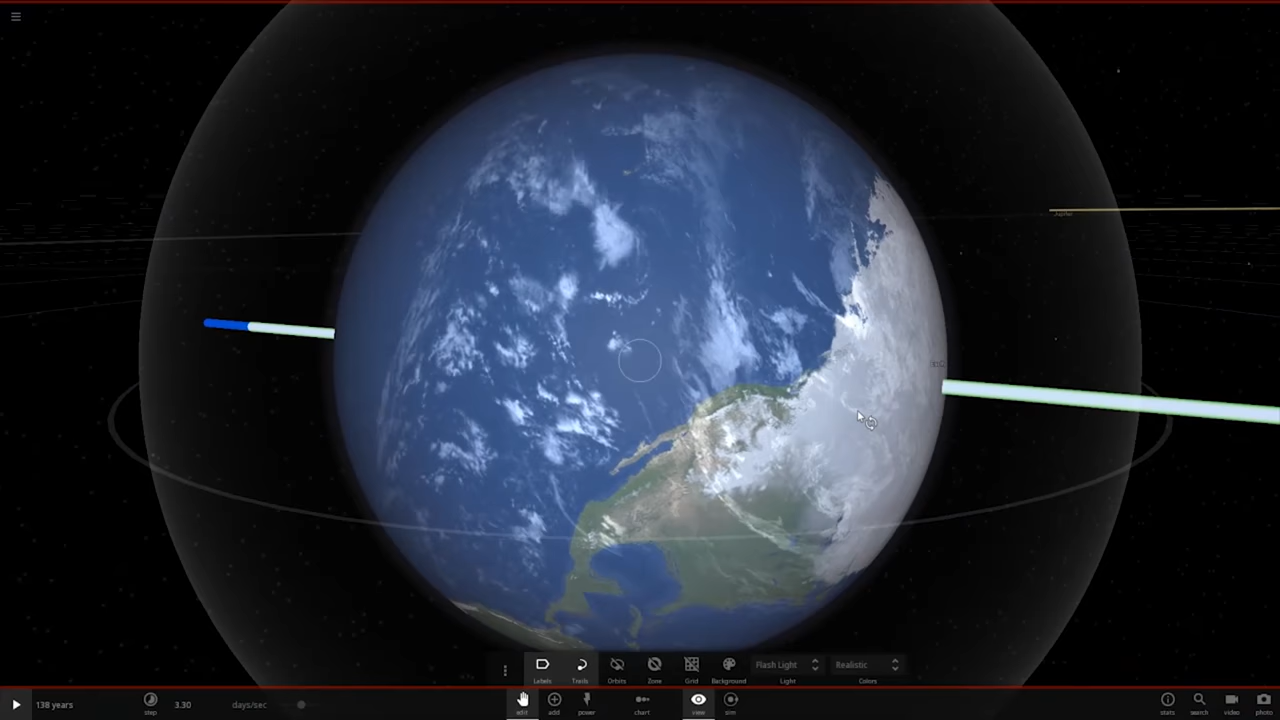 Jupiter
Labels
Trails
Orbits
Zone
Grid
Background
Flash Light
Light
Realistic
Colors
138 years
step
3.30
days/sec
edit
add
power
chart
view
sim
stats
search
video
photo